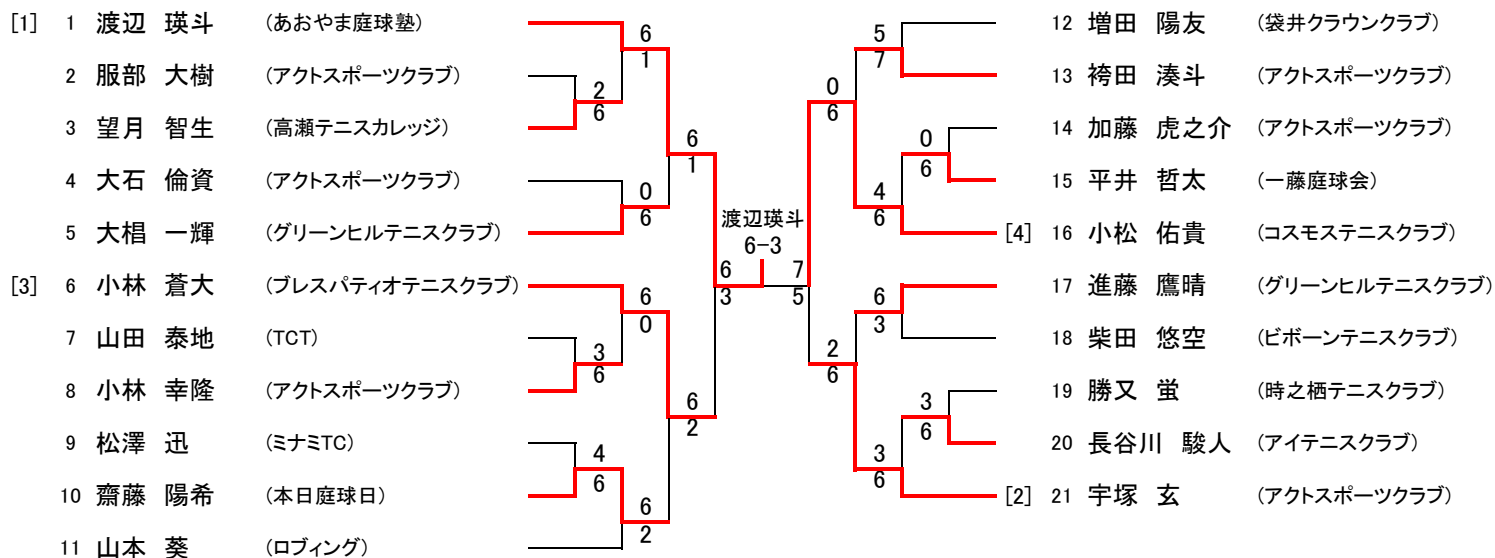 [1] 1 渡辺 瑛斗 (あおやま庭球塾)
2 服部 大樹 (アクトスポーツクラブ)
3 望月 智生 (高瀬テニスカレッジ)
4 大石 倫資 (アクトスポーツクラブ)
5 大椙 一輝 (グリーンヒルテニスクラブ)
[3] 6 小林 蒼大 (ブレスパティオテニスクラブ)
7 山田 泰地 (TCT)
8 小林 幸隆 (アクトスポーツクラブ)
9 松澤 迅 (ミナミTC)
10 齋藤 陽希 (本日庭球日)
11 山本 葵 (ロブィング)
6
1
2
6
0
6
6
0
3
6
4
6
6
2
6
1
6
2
6
3
渡辺瑛斗
6-3
7
5
0
6
2
6
5
7
4
6
0
6
6
3
3
6
3
6
12 増田 陽友 (袋井クラウンクラブ)
13 袴田 湊斗 (アクトスポーツクラブ)
14 加藤 虎之介 (アクトスポーツクラブ)
15 平井 哲太 (一藤庭球会)
[4] 16 小松 佑貴 (コスモステニスクラブ)
17 進藤 鷹晴 (グリーンヒルテニスクラブ)
18 柴田 悠空 (ビボーンテニスクラブ)
19 勝又 蛍 (時之栖テニスクラブ)
20 長谷川 駿人 (アイテニスクラブ)
[2] 21 宇塚 玄 (アクトスポーツクラブ)